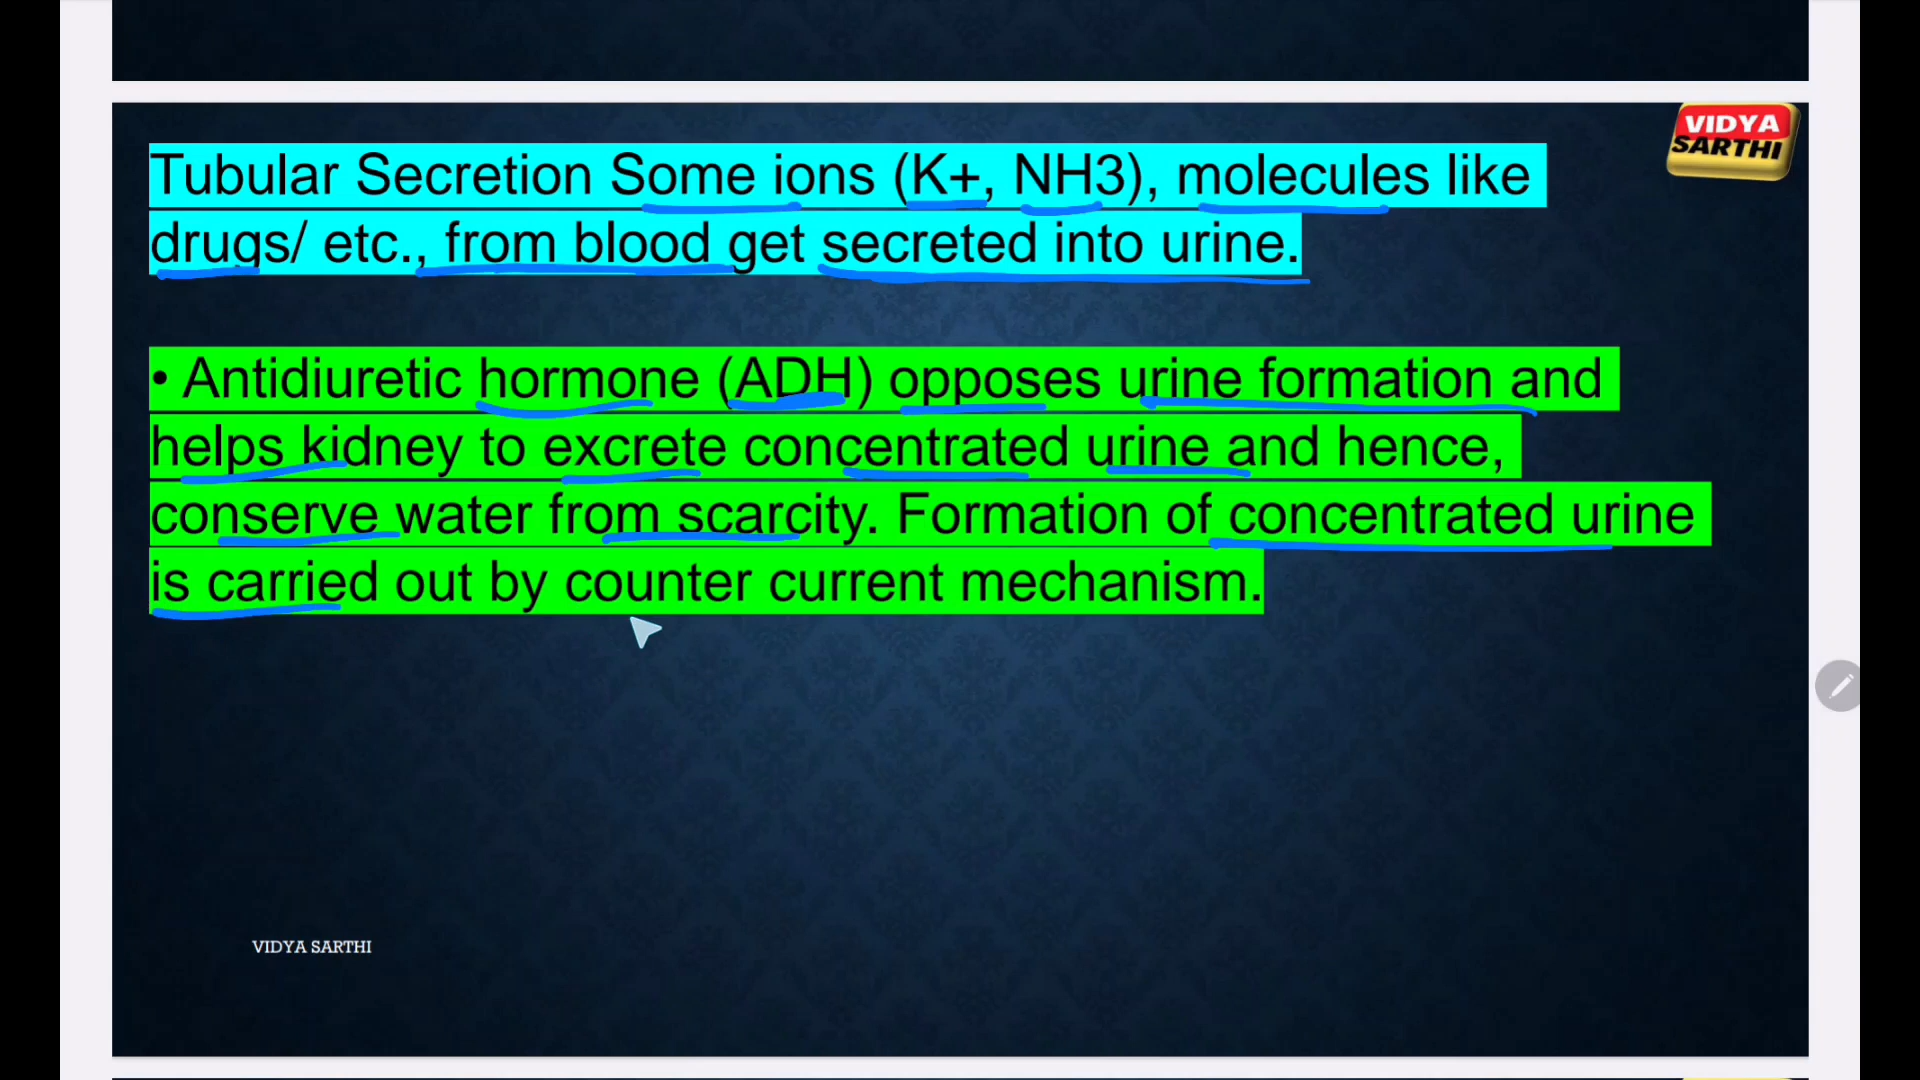 VIDYA
SARTHI
Tubular Secretion Some ions (K+, NH3), molecules like
drugs/ etc., from blood get secreted into urine.
• Antidiuretic hormone (ADH) opposes urine formation and
helps kidney to excrete concentrated urine and hence,
conserve water from scarcity. Formation of concentrated urine
is carried out by counter current mechanism.
VIDYA SARTHI